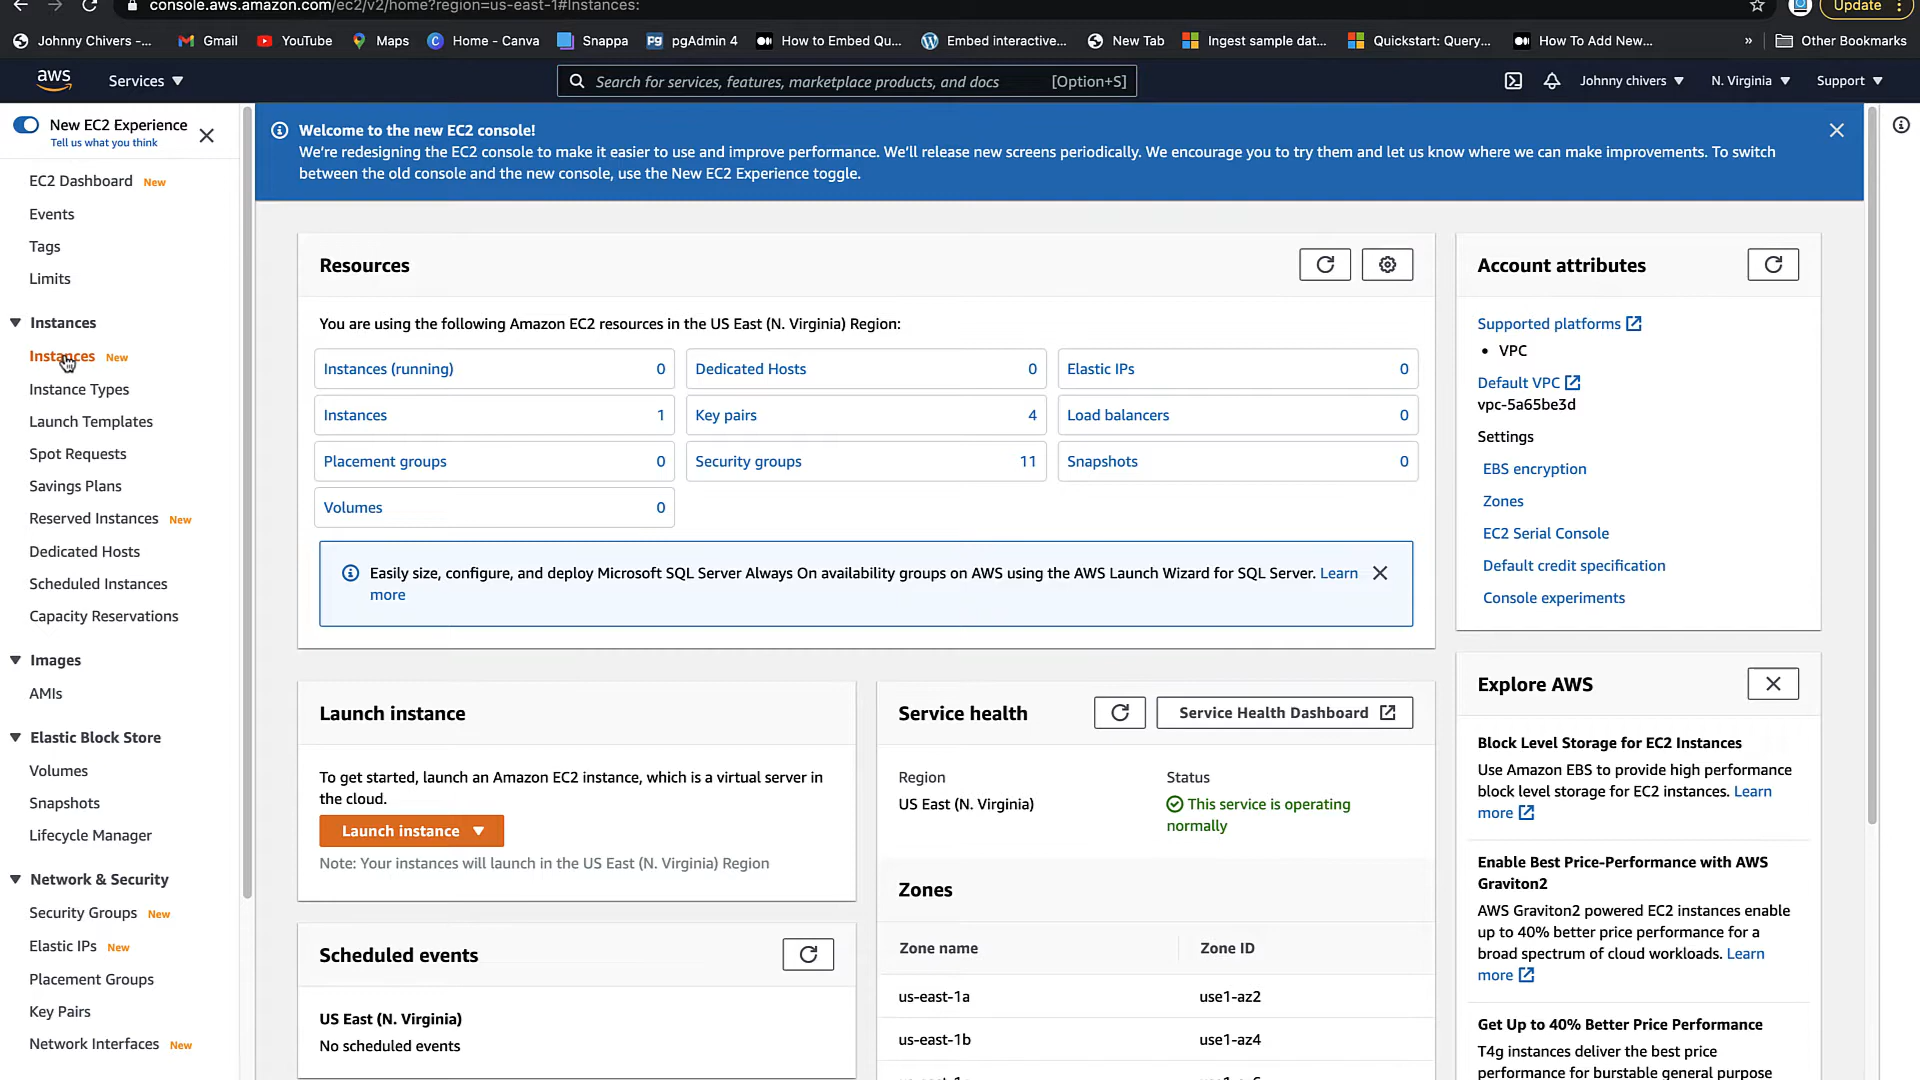 console.aws.amazon.com/ec2/v2/home?region=us-east-1#Instances:
Update
Johnny Chivers -...
Gmail
YouTube
Maps
Home - Canva
Snappa
pgAdmin 4
How to Embed Qu...
Embed interactive...
New Tab
Ingest sample dat...
Quickstart: Query...
How To Add New...
»
Other Bookmarks
aws
Services
Search for services, features, marketplace products, and docs
[Option+S]
Johnny chivers
N. Virginia
Support
New EC2 Experience
Tell us what you think
EC2 Dashboard New
Events
Tags
Limits
Instances
Instances New
Instance Types
Launch Templates
Spot Requests
Savings Plans
Reserved Instances New
Dedicated Hosts
Scheduled Instances
Capacity Reservations
Images
AMIs
Elastic Block Store
Volumes
Snapshots
Lifecycle Manager
Network & Security
Security Groups New
Elastic IPs New
Placement Groups
Key Pairs
Network Interfaces New
Welcome to the new EC2 console!
We're redesigning the EC2 console to make it easier to use and improve performance. We'll release new screens periodically. We encourage you to try them and let us know where we can make improvements. To switch
between the old console and the new console, use the New EC2 Experience toggle.
Resources
You are using the following Amazon EC2 resources in the US East (N. Virginia) Region:
Instances (running) 0
Dedicated Hosts 0
Elastic IPs 0
Instances 1
Key pairs 4
Load balancers 0
Placement groups 0
Security groups 11
Snapshots 0
Volumes 0
Easily size, configure, and deploy Microsoft SQL Server Always On availability groups on AWS using the AWS Launch Wizard for SQL Server. Learn
more
Launch instance
To get started, launch an Amazon EC2 instance, which is a virtual server in
the cloud.
Launch instance
Note: Your instances will launch in the US East (N. Virginia) Region
Scheduled events
US East (N. Virginia)
No scheduled events
Service health
Service Health Dashboard
Region
US East (N. Virginia)
Status
This service is operating
normally
Zones
Zone name
Zone ID
us-east-1a
use1-az2
us-east-1b
use1-az4
Account attributes
Supported platforms
• VPC
Default VPC
vpc-5a65be3d
Settings
EBS encryption
Zones
EC2 Serial Console
Default credit specification
Console experiments
Explore AWS
Block Level Storage for EC2 Instances
Use Amazon EBS to provide high performance
block level storage for EC2 instances. Learn
more
Enable Best Price-Performance with AWS
Graviton2
AWS Graviton2 powered EC2 instances enable
up to 40% better price performance for a
broad spectrum of cloud workloads. Learn
more
Get Up to 40% Better Price Performance
T4g instances deliver the best price
performance for burstable general purpose